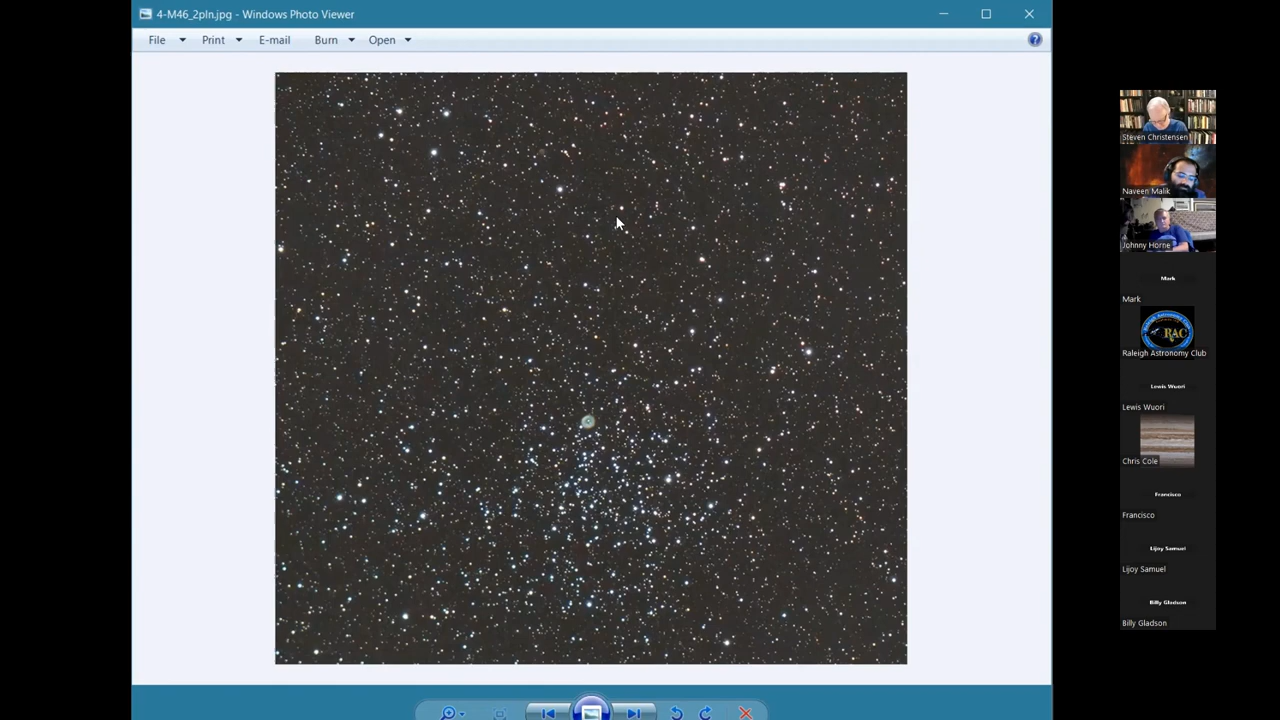 4-M46_2pln.jpg - Windows Photo Viewer
File Print E-mail Burn Open
Steven Christensen
Naveen Malik
Johnny Horne
Mark
Mark
RAC
Raleigh Astronomy Club
Lewis Wuori
Lewis Wuori
Chris Cole
Francisco
Francisco
Lijoy Samuel
Lijoy Samuel
Billy Gladson
Billy Gladson